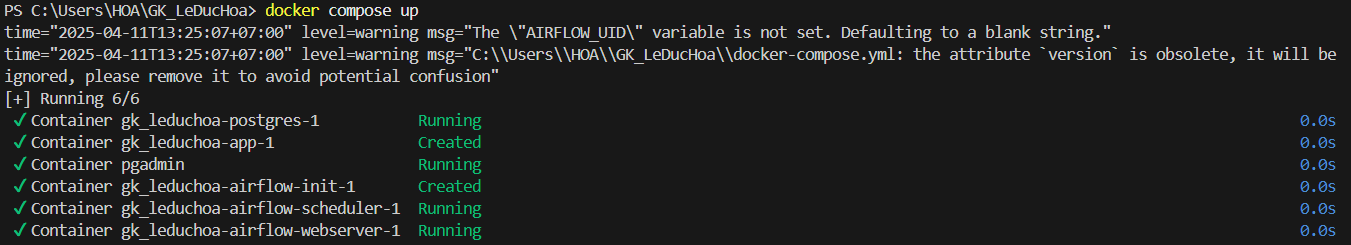 PS C:\Users\HOA\GK_LeDucHoa> docker compose up
time="2025-04-11T13:25:07+07:00" level=warning msg="The \"AIRFLOW_UID\" variable is not set. Defaulting to a blank string."
time="2025-04-11T13:25:07+07:00" level=warning msg="C:\\Users\\HOA\\GK_LeDucHoa\\docker-compose.yml: the attribute `version` is obsolete, it will be
ignored, please remove it to avoid potential confusion"
[+] Running 6/6
✓ Container gk_leduchoa-postgres-1 Running 0.0s
✓ Container gk_leduchoa-app-1 Created 0.0s
✓ Container pgadmin Running 0.0s
✓ Container gk_leduchoa-airflow-init-1 Created 0.0s
✓ Container gk_leduchoa-airflow-scheduler-1 Running 0.0s
✓ Container gk_leduchoa-airflow-webserver-1 Running 0.0s